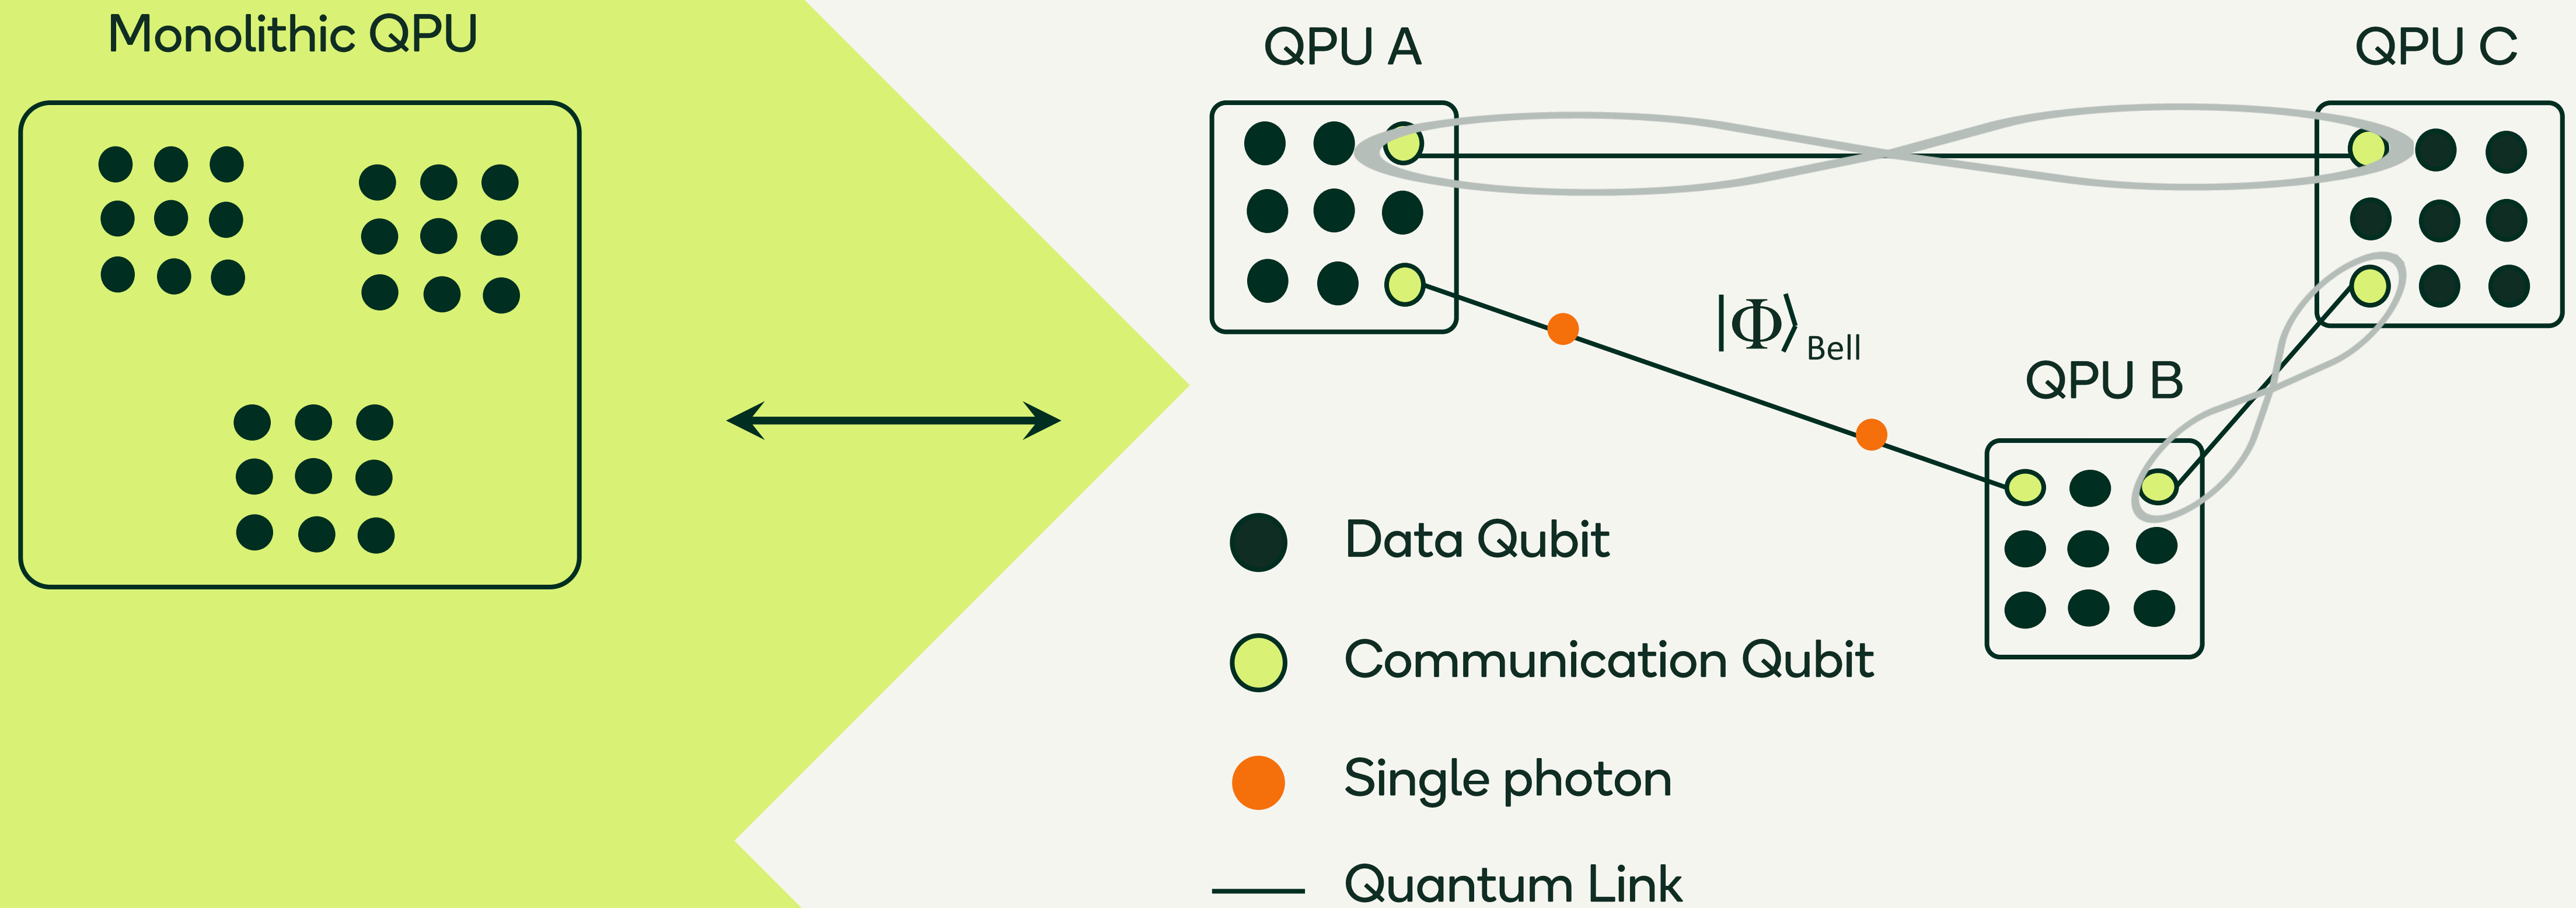 Monolithic QPU
QPU A
QPU C
|Φ⟩Bell
QPU B
Data Qubit
Communication Qubit
Single photon
Quantum Link